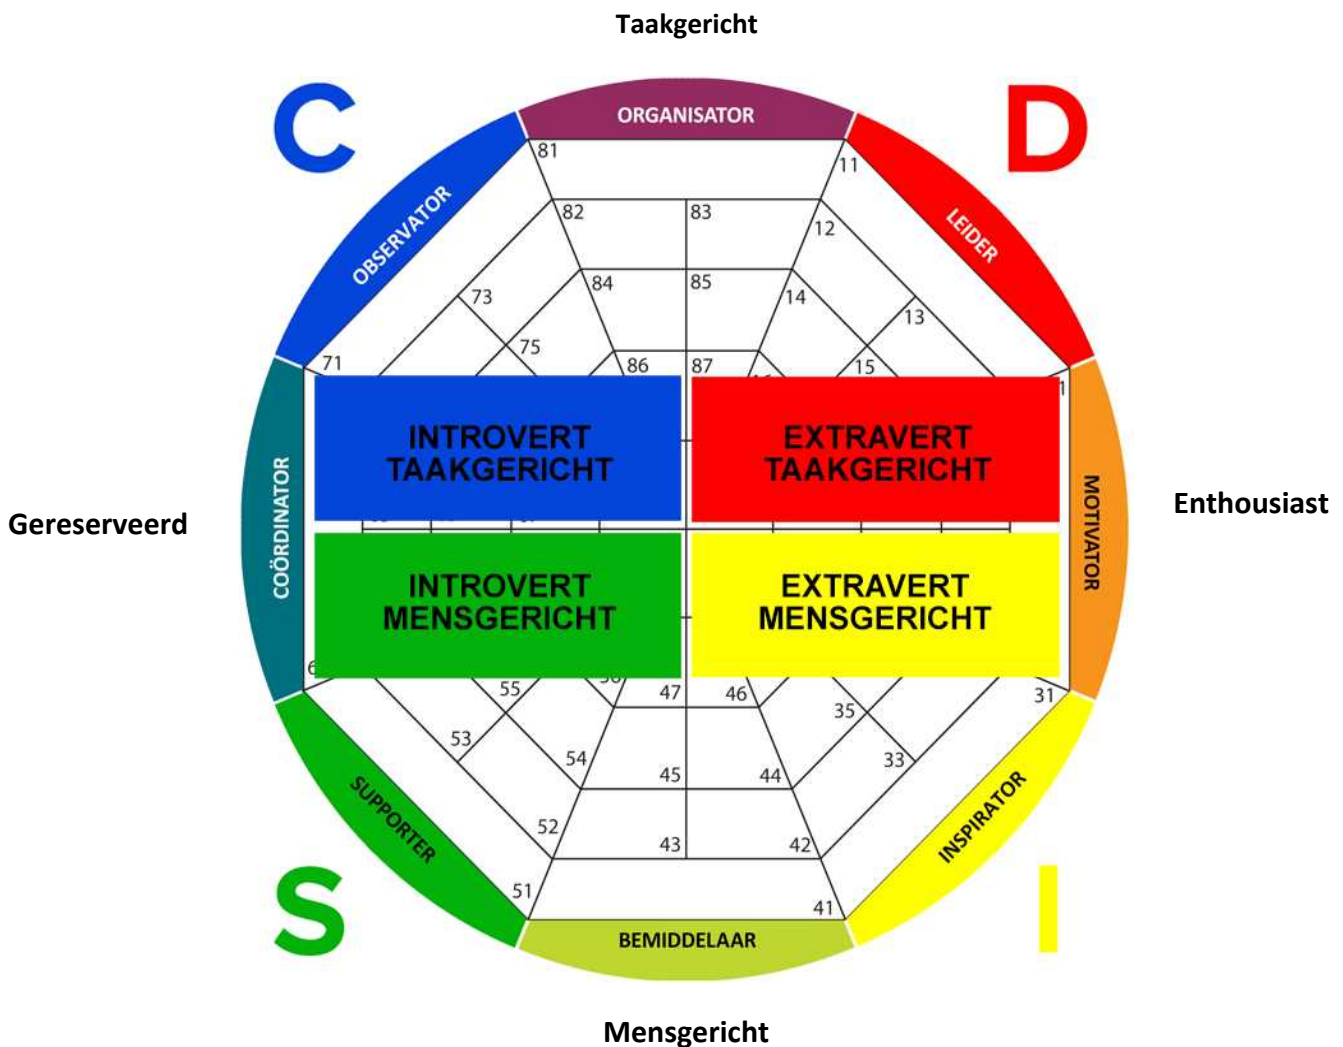 Taakgericht
C
D
ORGANISATOR
OBSERVATOR
LEIDER
81
11
82
83
12
84
85
14
73
13
75
15
86
87
71
INTROVERT
TAAKGERICHT
EXTRAVERT
TAAKGERICHT
COÖRDINATOR
MOTIVATOR
Gereserveerd
Enthousiast
INTROVERT
MENSGERICHT
EXTRAVERT
MENSGERICHT
55
47
46
31
53
35
54
45
44
33
52
43
42
51
41
SUPPORTER
INSPIRATOR
S
I
BEMIDDELAAR
Mensgericht